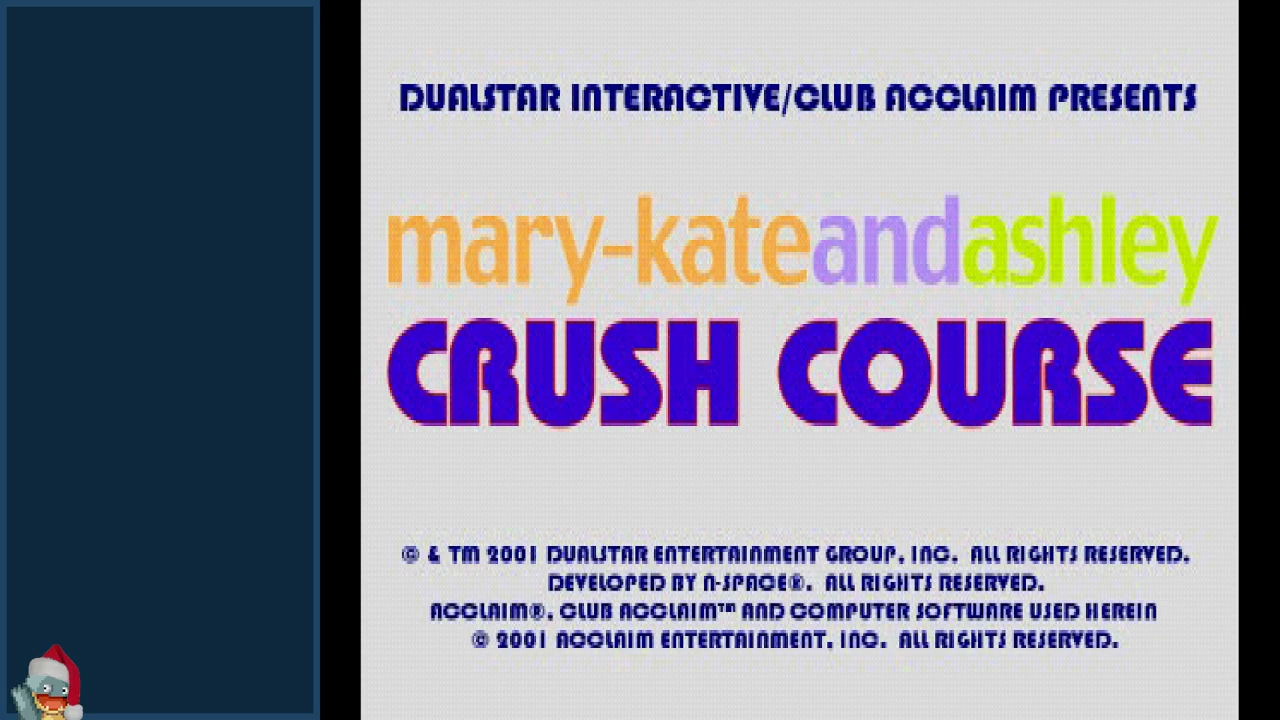 DUALSTAR INTERACTIVE/CLUB ACCLAIM PRESENTS
mary-kateandashley
CRUSH COURSE
© & TM 2001 DUALSTAR ENTERTAINMENT GROUP, INC. ALL RIGHTS RESERVED.
DEVELOPED BY N-SPACE®. ALL RIGHTS RESERVED.
ACCLAIM®, CLUB ACCLAIM™ AND COMPUTER SOFTWARE USED HEREIN
© 2001 ACCLAIM ENTERTAINMENT, INC. ALL RIGHTS RESERVED.